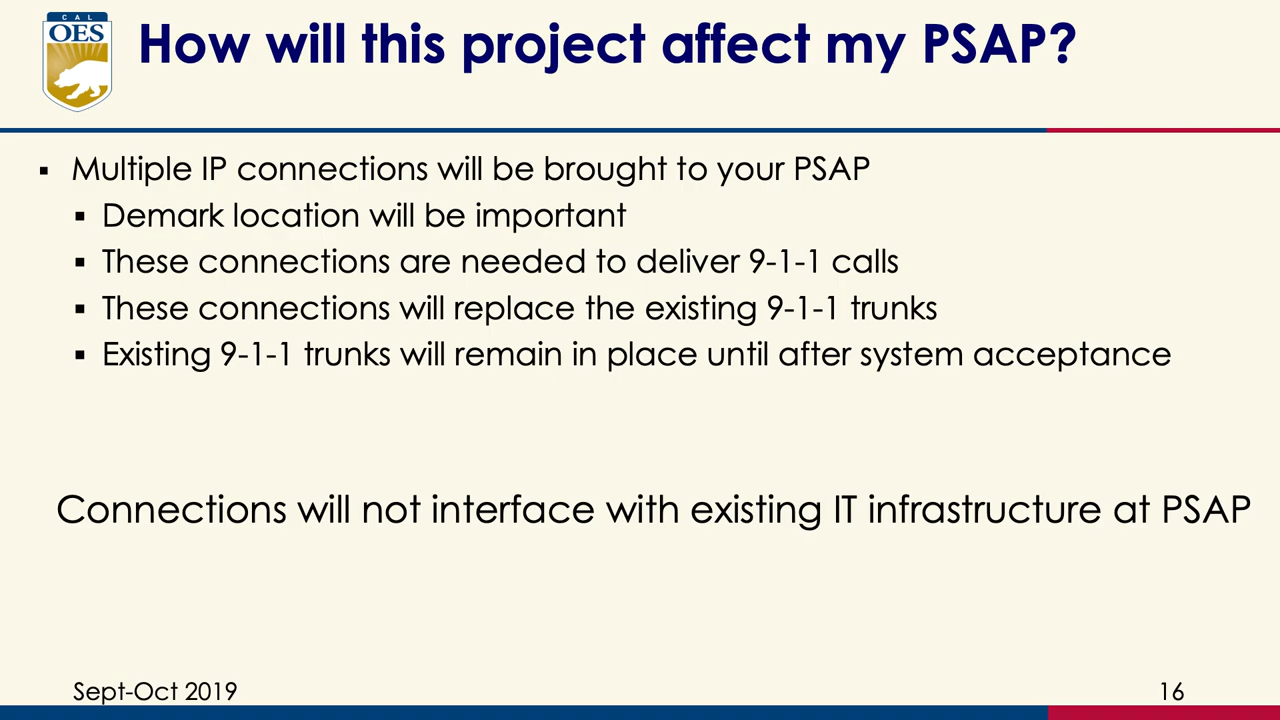 CAL
OES
How will this project affect my PSAP?
▪ Multiple IP connections will be brought to your PSAP
▪ Demark location will be important
▪ These connections are needed to deliver 9-1-1 calls
▪ These connections will replace the existing 9-1-1 trunks
▪ Existing 9-1-1 trunks will remain in place until after system acceptance
Connections will not interface with existing IT infrastructure at PSAP
Sept-Oct 2019
16